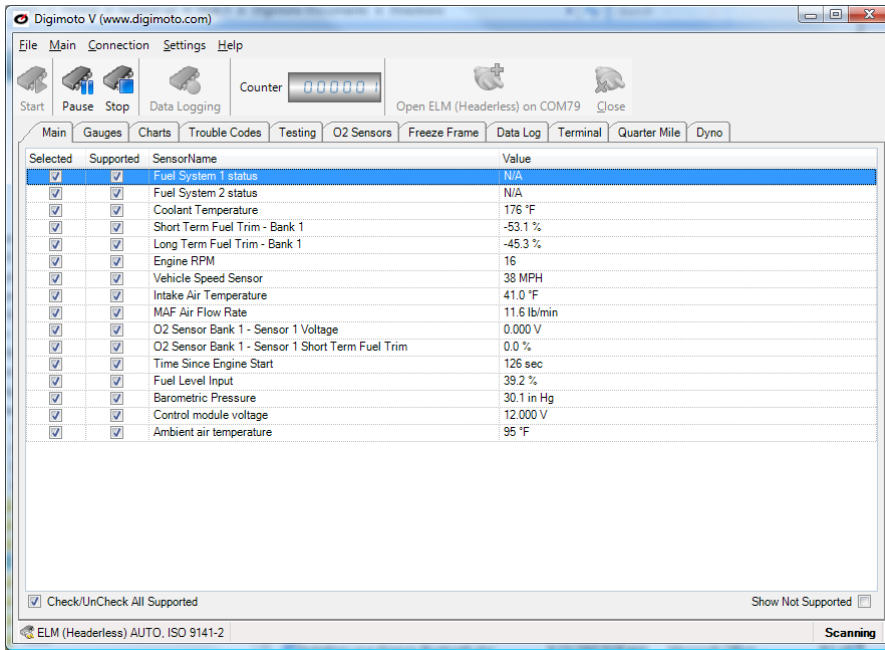 Digimoto V (www.digimoto.com)
File Main Connection Settings Help
Start Pause Stop Data Logging Counter 000001 Open ELM (Headerless) on COM79 Close
Main Gauges Charts Trouble Codes Testing O2 Sensors Freeze Frame Data Log Terminal Quarter Mile Dyno
Selected Supported SensorName Value
Fuel System 1 status N/A
Fuel System 2 status N/A
Coolant Temperature 176 °F
Short Term Fuel Trim - Bank 1 -53.1 %
Long Term Fuel Trim - Bank 1 -45.3 %
Engine RPM 16
Vehicle Speed Sensor 38 MPH
Intake Air Temperature 41.0 °F
MAF Air Flow Rate 11.6 lb/min
O2 Sensor Bank 1 - Sensor 1 Voltage 0.000 V
O2 Sensor Bank 1 - Sensor 1 Short Term Fuel Trim 0.0 %
Time Since Engine Start 126 sec
Fuel Level Input 39.2 %
Barometric Pressure 30.1 in Hg
Control module voltage 12.000 V
Ambient air temperature 95 °F
Check/UnCheck All Supported Show Not Supported
ELM (Headerless) AUTO, ISO 9141-2 Scanning